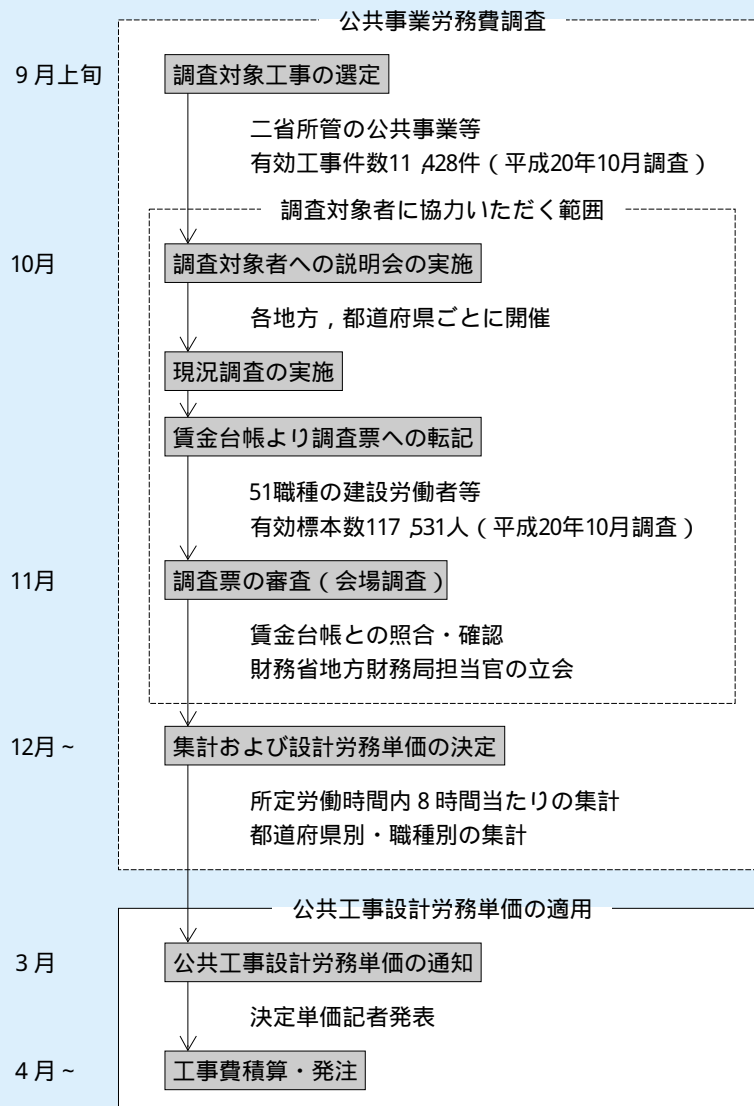 公共事業労務費調査
9月上旬
調査対象工事の選定
二省所管の公共事業等
有効工事件数11,428件(平成20年10月調査)
調査対象者に協力いただく範囲
10月
調査対象者への説明会の実施
各地方,都道府県ごとに開催
現況調査の実施
賃金台帳より調査票への転記
51職種の建設労働者等
有効標本数117,531人(平成20年10月調査)
11月
調査票の審査(会場調査)
賃金台帳との照合・確認
財務省地方財務局担当官の立会
12月~
集計および設計労務単価の決定
所定労働時間内8時間当たりの集計
都道府県別・職種別の集計
公共工事設計労務単価の適用
3月
公共工事設計労務単価の通知
決定単価記者発表
4月~
工事費積算・発注